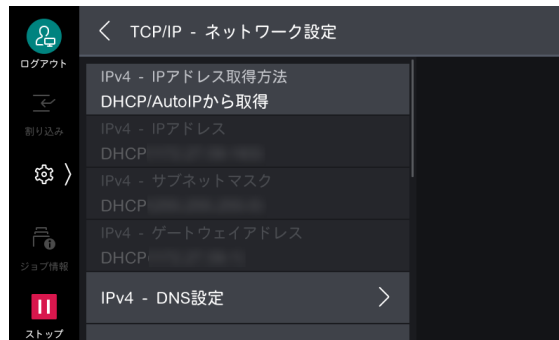 TCP/IP - ネットワーク設定
ログアウト
IPv4 - IPアドレス取得方法
DHCP/AutoIPから取得
割り込み
IPv4 - IPアドレス
DHCP
IPv4 - サブネットマスク
DHCP
IPv4 - ゲートウェイアドレス
DHCP
ジョブ情報
IPv4 - DNS設定
ストップ